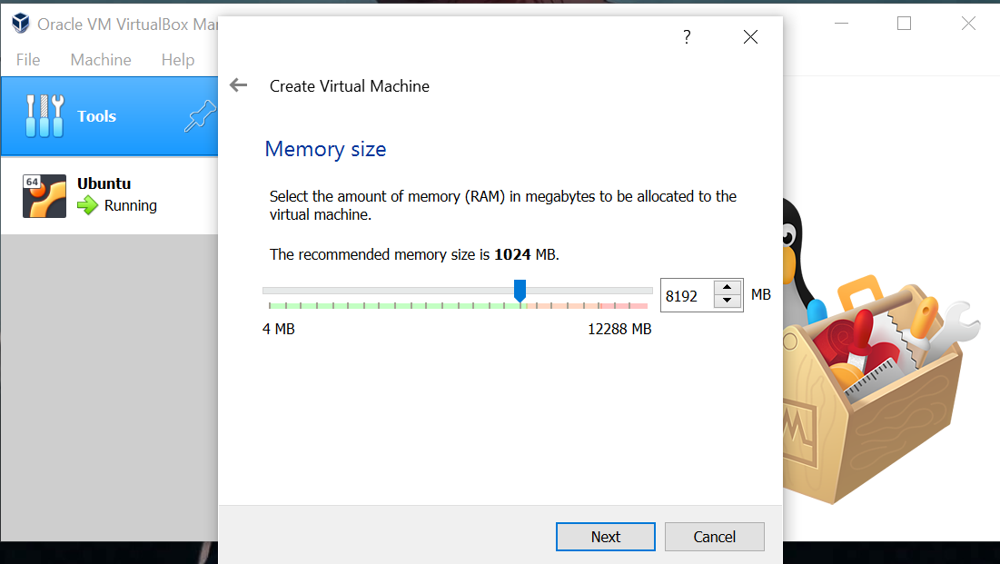 Oracle VM VirtualBox Ma
?
File Machine Help
Create Virtual Machine
Tools
Memory size
64
Ubuntu
Running
Select the amount of memory (RAM) in megabytes to be allocated to the
virtual machine.
The recommended memory size is 1024 MB.
8192 MB
4 MB 12288 MB
Next Cancel